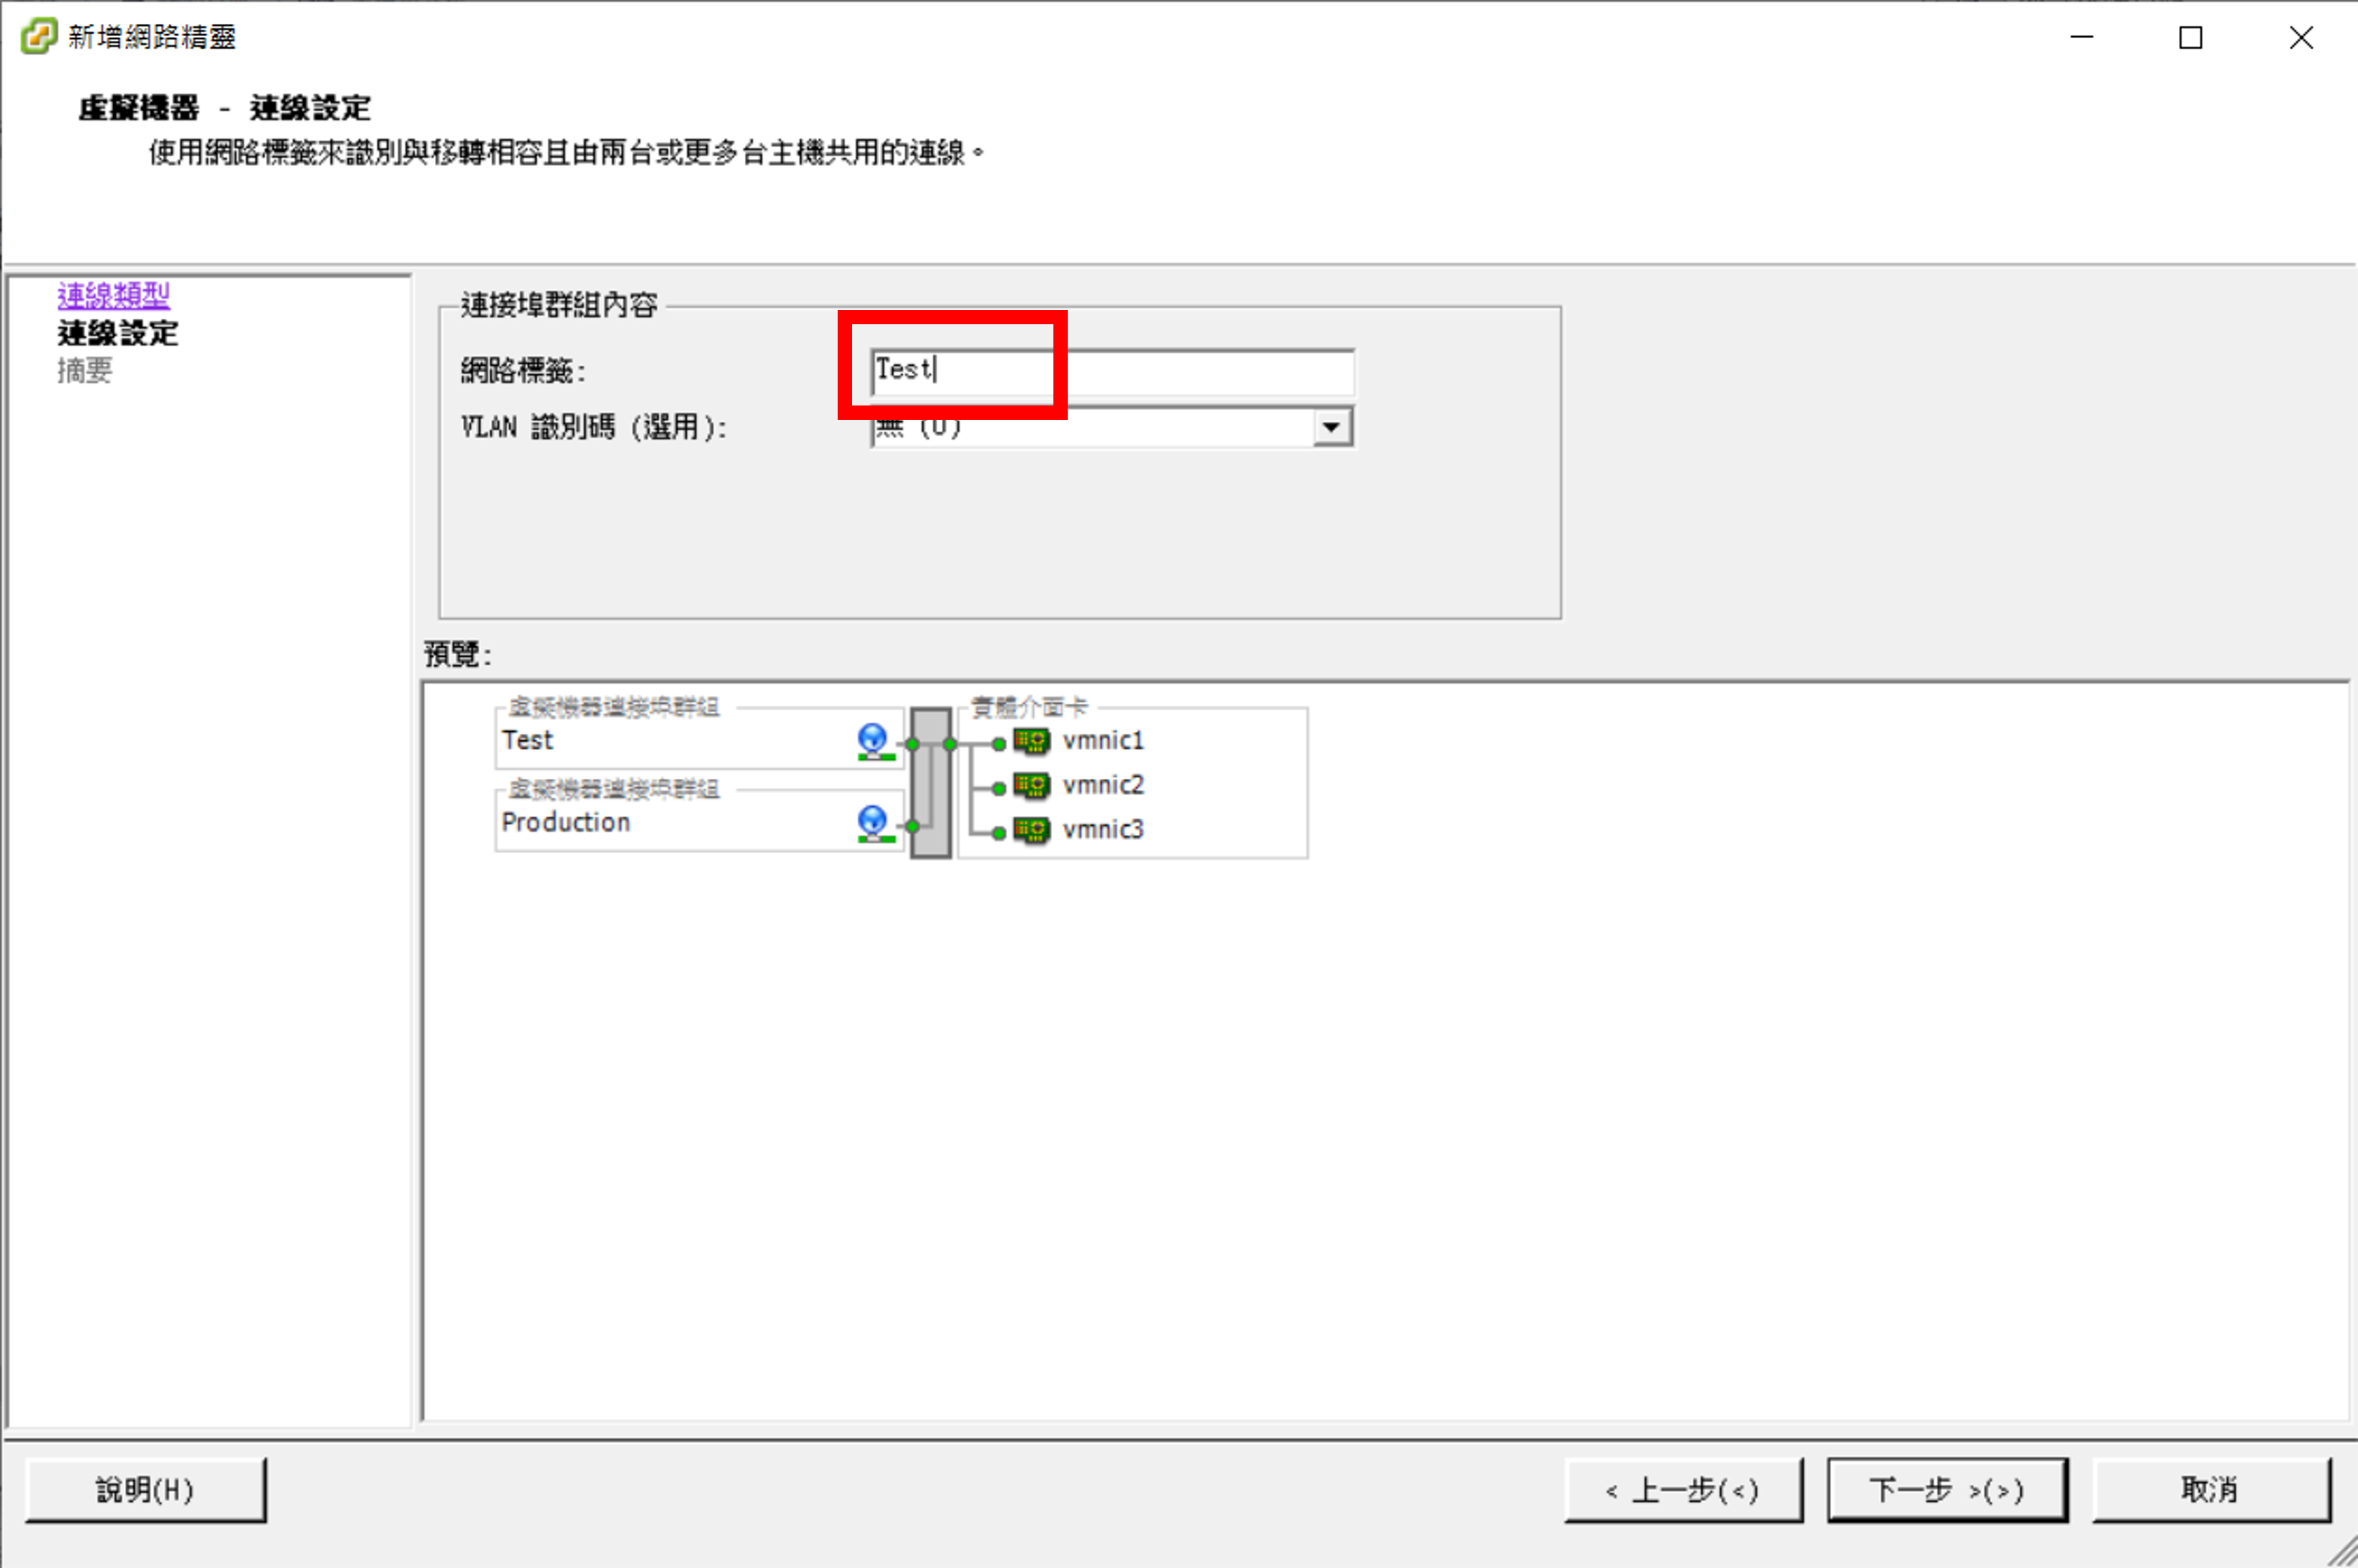 新增網路精靈
虛擬機器 - 連線設定
使用網路標籤來識別與移轉相容且由兩台或更多台主機共用的連線。
連線類型
連線設定
摘要
連接埠群組內容
網路標籤:
Test
VLAN 識別碼 (選用):
無 (0)
預覽:
虛擬機器連接埠群組
Test
虛擬機器連接埠群組
Production
實體介面卡
vmnic1
vmnic2
vmnic3
說明(H)
< 上一步(<)
下一步 >(>)
取消